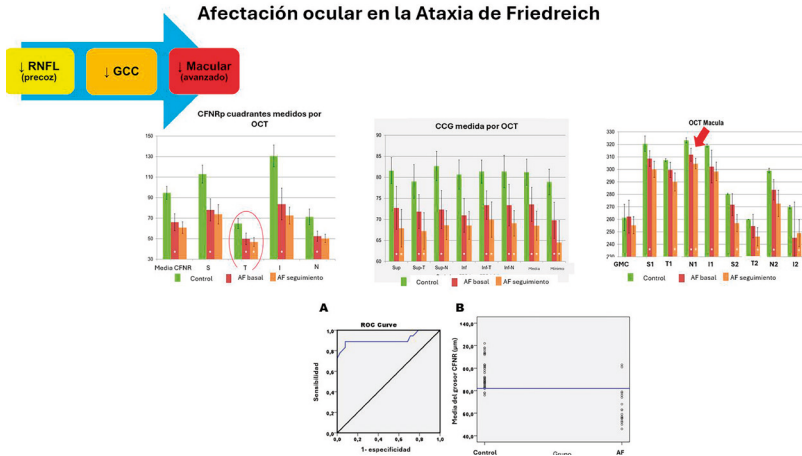 Afectación ocular en la Ataxia de Friedreich
↓ RNFL
(precoz)
↓ GCC
↓ Macular
(avanzado)
CFNRp cuadrantes medidos por
OCT
150
130
110
90
70
50
30
Media CFNR S T I N
Control AF basal AF seguimiento
CCG medida por OCT
90
85
80
75
70
65
60
Sup Sup-T Sup-N Inf Inf-T Inf-N Media
Control AF basal AF seguimiento
OCT Macula
330
320
310
300
290
280
270
260
250
240
230
GMC S1 T1 N1 I1 S2 T2 N2 I2
Control AF basal AF seguimiento
A
ROC Curve
Sensibilidad
1,0
0,8
0,6
0,4
0,2
0,0
0,0 0,2 0,4 0,6 0,8 1,0
1- especificidad
B
Media del grosor CFNR (µm)
140,0
20,0
00,0
80,0
60,0
40,0
Control Grupo AF